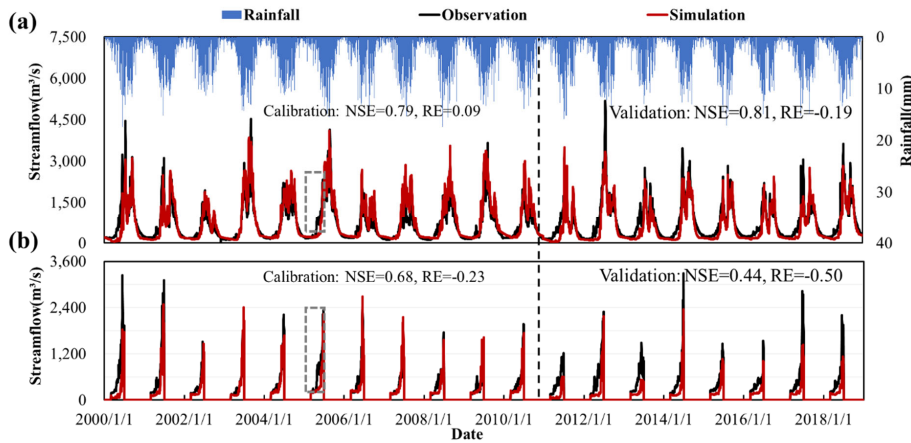 Rainfall Observation Simulation
(a)
7,500 0
6,000 10
4,500 20
3,000 30
1,500
0 40
Streamflow(m³/s)
Rainfall(mm)
Calibration: NSE=0.79, RE=0.09 Validation: NSE=0.81, RE=-0.19
(b)
3,600
2,400
1,200
0
Streamflow(m³/s)
Calibration: NSE=0.68, RE=-0.23 Validation: NSE=0.44, RE=-0.50
2000/1/1 2002/1/1 2004/1/1 2006/1/1 2008/1/1 2010/1/1 2012/1/1 2014/1/1 2016/1/1 2018/1/1
Date